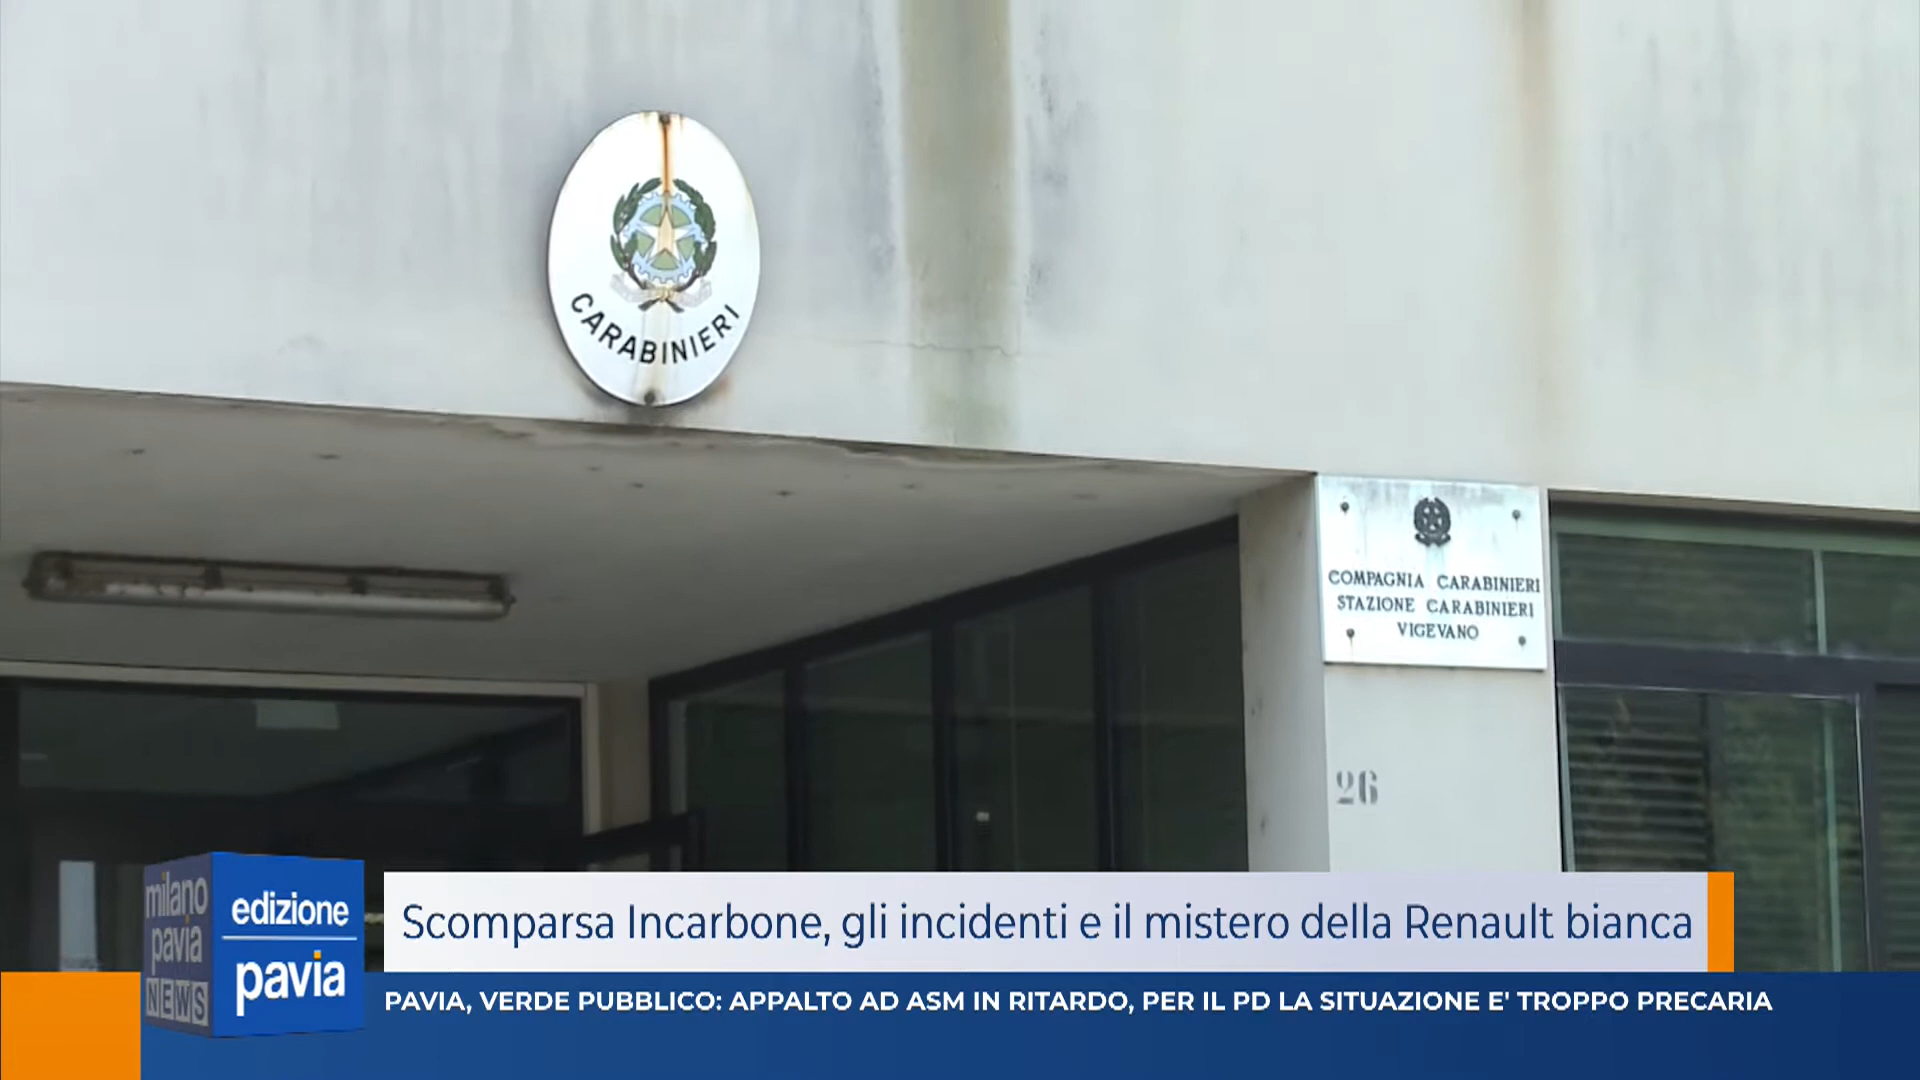 CARABINIERI
COMPAGNIA CARABINIERI
STAZIONE CARABINIERI
VIGEVANO
26
milano
pavia
NEWS
edizione
pavia
Scomparsa Incarbone, gli incidenti e il mistero della Renault bianca
PAVIA, VERDE PUBBLICO: APPALTO AD ASM IN RITARDO, PER IL PD LA SITUAZIONE E' TROPPO PRECARIA